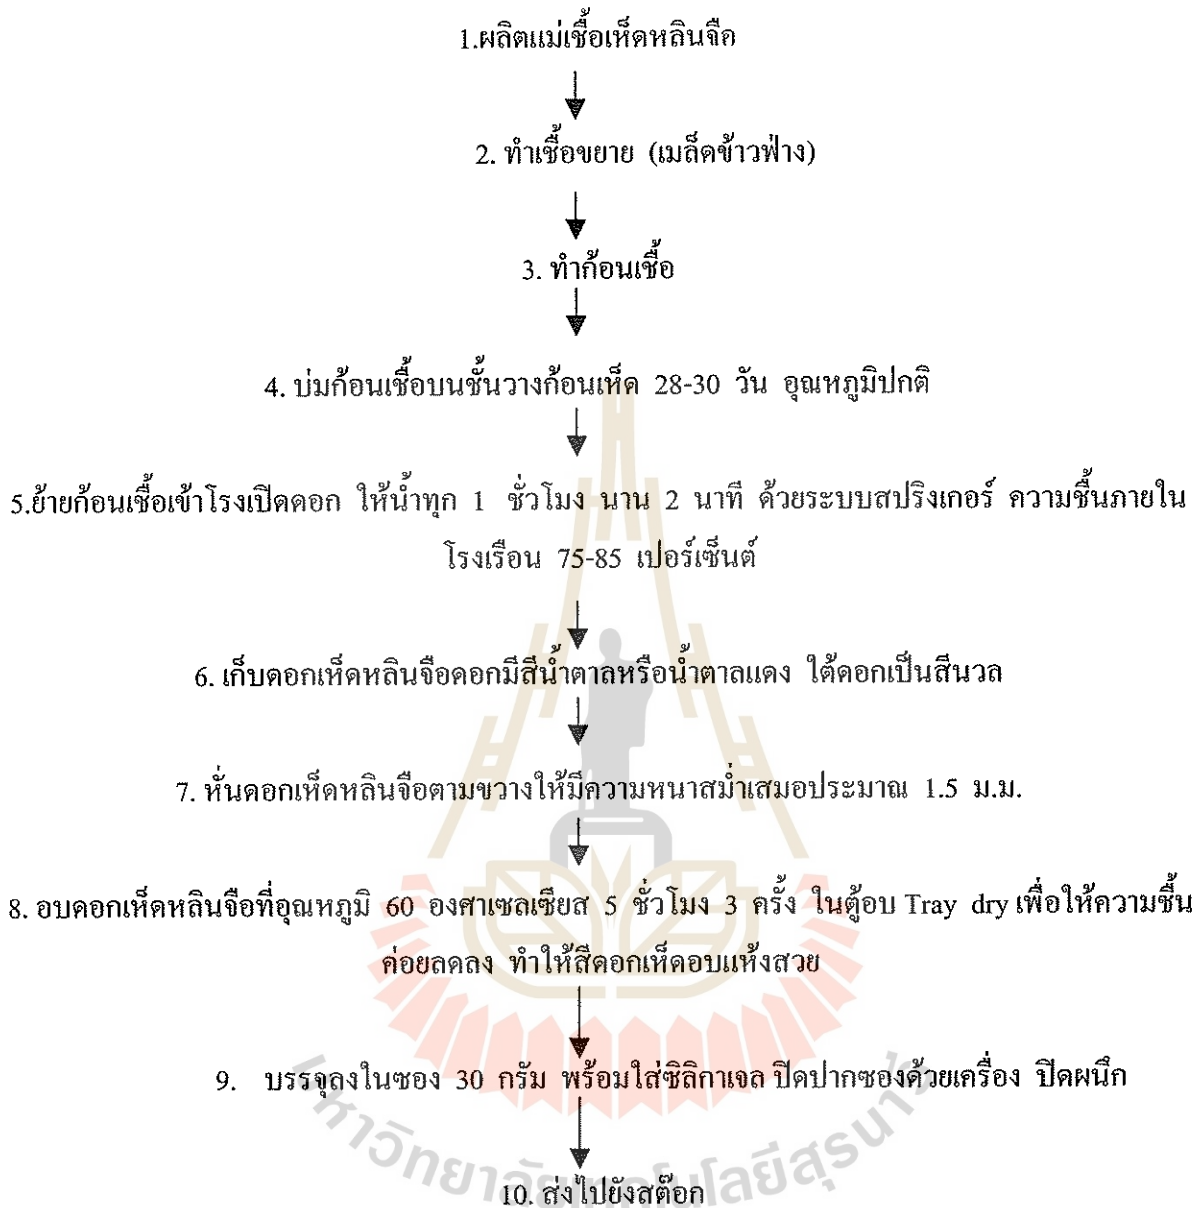 1.ผลิตแม่เชื้อเห็ดหลินจือ
2. ทำเชื้อขยาย (เมล็ดข้าวฟ่าง)
3. ทำก้อนเชื้อ
4. บ่มก้อนเชื้อบนชั้นวางก้อนเห็ด 28-30 วัน อุณหภูมิปกติ
5.ย้ายก้อนเชื้อเข้าโรงเปิดดอก ให้น้ำทุก 1 ชั่วโมง นาน 2 นาที ด้วยระบบสปริงเกอร์ ความชื้นภายใน
โรงเรือน 75-85 เปอร์เซ็นต์
6. เก็บดอกเห็ดหลินจือดอกมีสีน้ำตาลหรือน้ำตาลแดง ใต้ดอกเป็นสีนวล
7. หั่นดอกเห็ดหลินจือตามขวางให้มีความหนาสม่ำเสมอประมาณ 1.5 ม.ม.
8. อบดอกเห็ดหลินจือที่อุณหภูมิ 60 องศาเซลเซียส 5 ชั่วโมง 3 ครั้ง ในตู้อบ Tray dry เพื่อให้ความชื้น
ค่อยลดลง ทำให้สีดอกเห็ดอบแห้งสวย
9. บรรจุลงในซอง 30 กรัม พร้อมใส่ซิลิกาเจล ปิดปากซองด้วยเครื่อง ปิดผนึก
10. ส่งไปยังสต๊อก